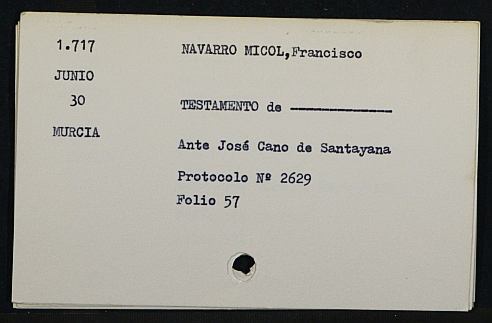 1.717
JUNIO
30
MURCIA
NAVARRO MICOL,Francisco
TESTAMENTO de ——————
Ante José Cano de Santayana
Protocolo Nº 2629
Folio 57